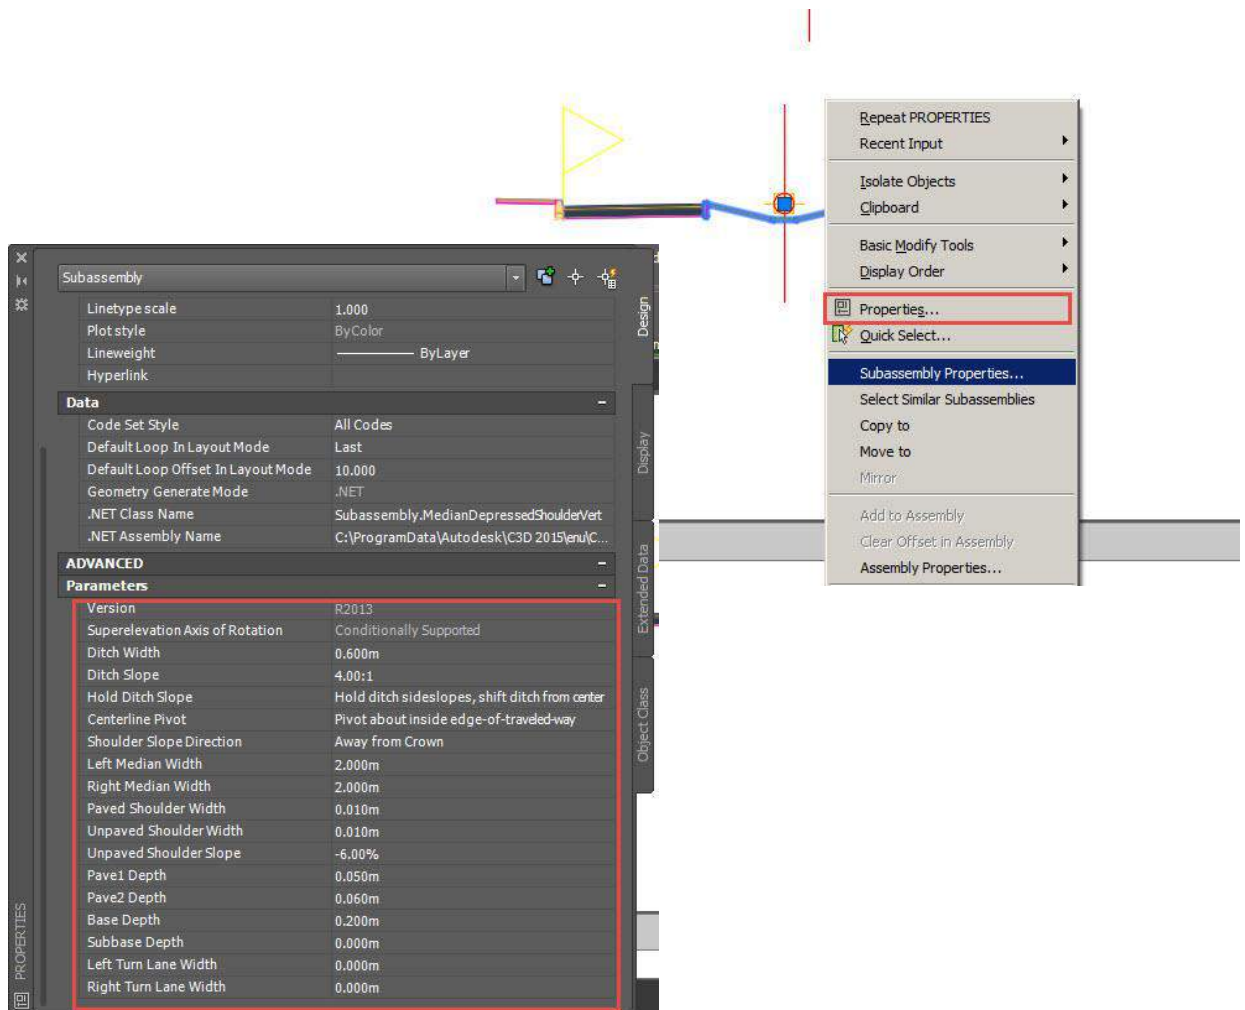 Repeat PROPERTIES
Recent Input
Isolate Objects
Clipboard
Basic Modify Tools
Display Order
Properties...
Quick Select...
Subassembly Properties...
Select Similar Subassemblies
Copy to
Move to
Mirror
Add to Assembly
Clear Offset in Assembly
Assembly Properties...
Subassembly
Linetype scale 1.000
Plot style ByColor
Lineweight ByLayer
Hyperlink
Data
Code Set Style All Codes
Default Loop In Layout Mode Last
Default Loop Offset In Layout Mode 10.000
Geometry Generate Mode .NET
.NET Class Name Subassembly.MedianDepressedShoulderVert
.NET Assembly Name C:\ProgramData\Autodesk\C3D 2015\enu\C...
ADVANCED
Parameters
Version R2013
Superelevation Axis of Rotation Conditionally Supported
Ditch Width 0.600m
Ditch Slope 4.00:1
Hold Ditch Slope Hold ditch sideslopes, shift ditch from center
Centerline Pivot Pivot about inside edge-of-traveled-way
Shoulder Slope Direction Away from Crown
Left Median Width 2.000m
Right Median Width 2.000m
Paved Shoulder Width 0.010m
Unpaved Shoulder Width 0.010m
Unpaved Shoulder Slope -6.00%
Pave1 Depth 0.050m
Pave2 Depth 0.060m
Base Depth 0.200m
Subbase Depth 0.000m
Left Turn Lane Width 0.000m
Right Turn Lane Width 0.000m
Design
Display
Extended Data
Object Class
PROPERTIES